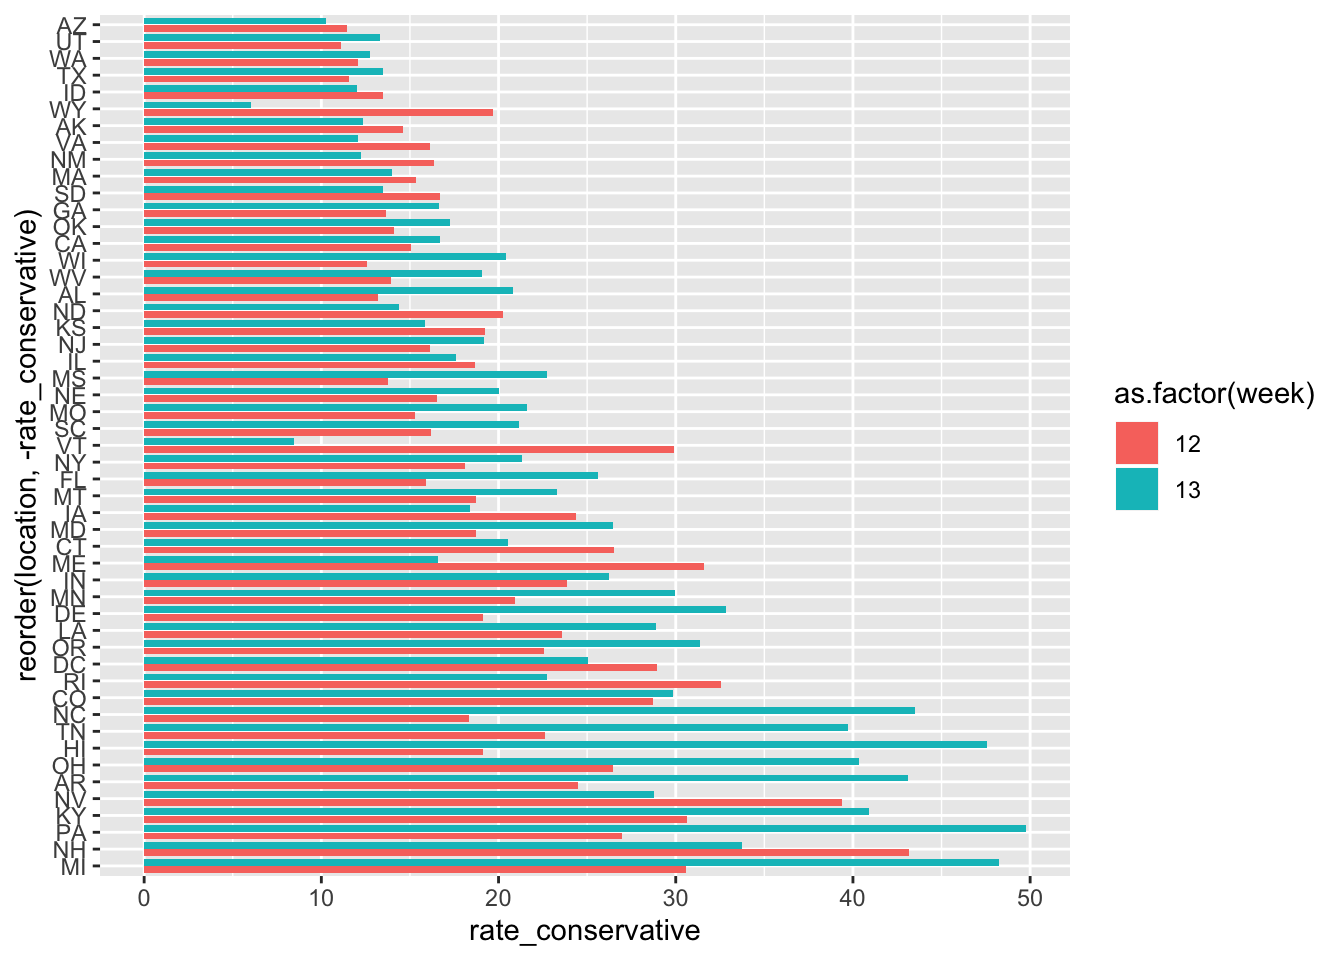 reorder(location, -rate_conservative)
AZ
UT
WA
TX
ID
WY
AK
VA
NM
MA
SD
GA
OK
CA
WI
WV
AL
ND
KS
NJ
IL
MS
NE
MO
SC
VT
NY
FL
MT
IA
MD
CT
ME
IN
MN
DE
LA
OR
DC
RI
CO
NC
TN
HI
OH
AR
NV
KY
PA
NH
MI
0 10 20 30 40 50
rate_conservative
as.factor(week)
12
13